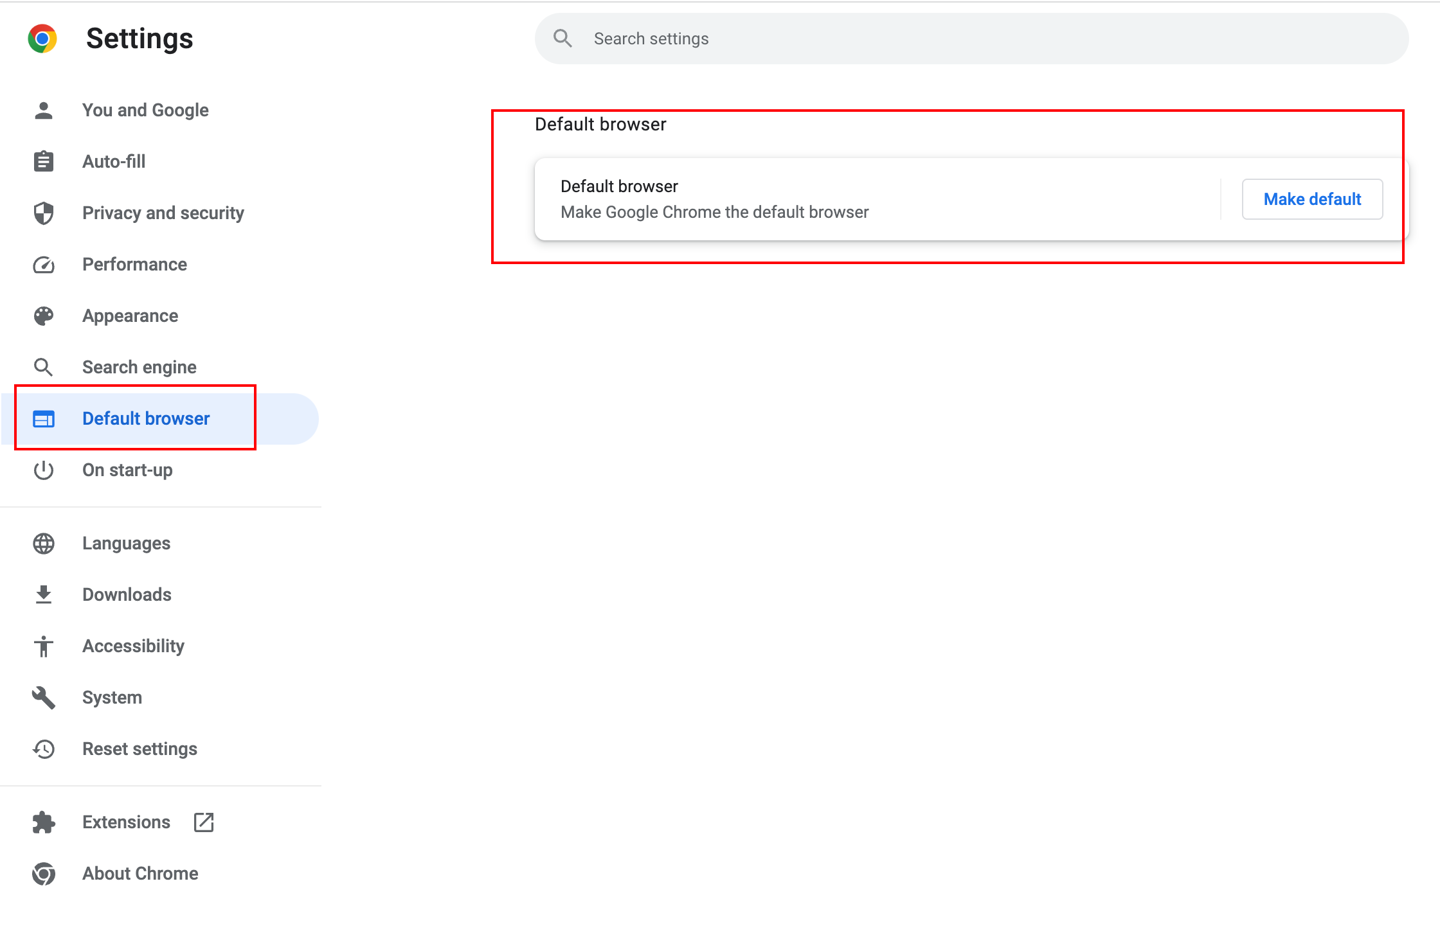 Settings
Search settings
You and Google
Auto-fill
Privacy and security
Performance
Appearance
Search engine
Default browser
On start-up
Languages
Downloads
Accessibility
System
Reset settings
Extensions
About Chrome
Default browser
Default browser
Make Google Chrome the default browser
Make default